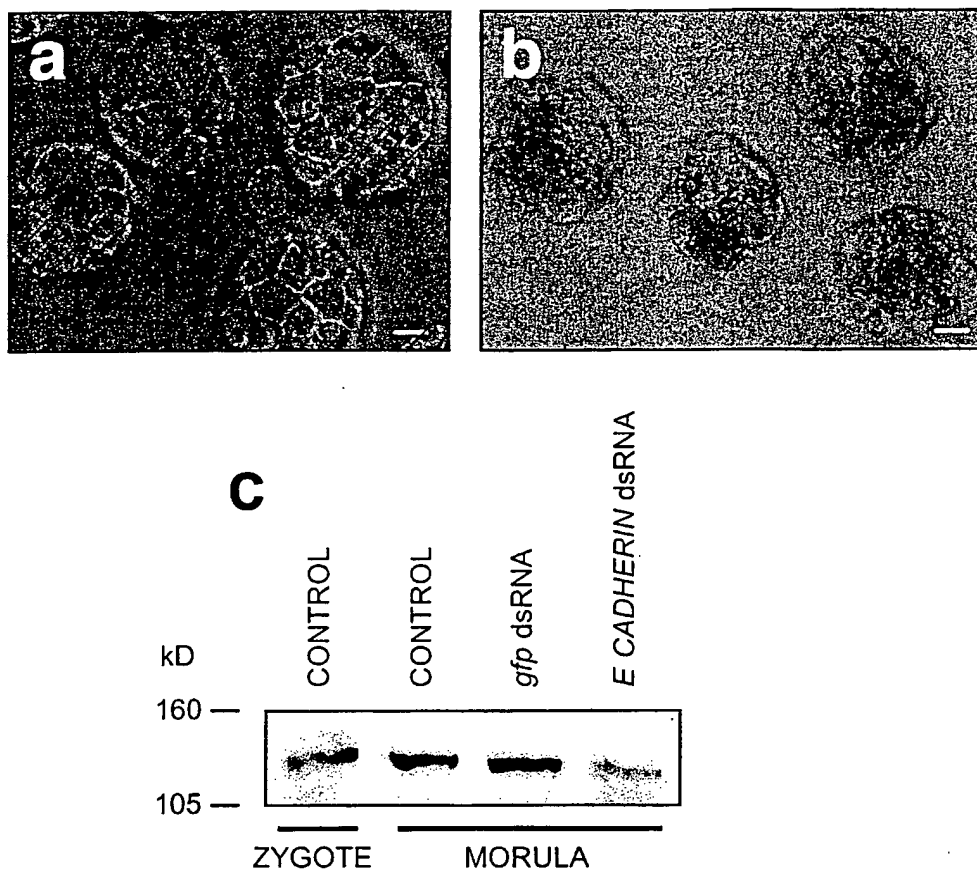 a
b
c
kD
CONTROL
CONTROL
gfp dsRNA
E CADHERIN dsRNA
160
105
ZYGOTE
MORULA